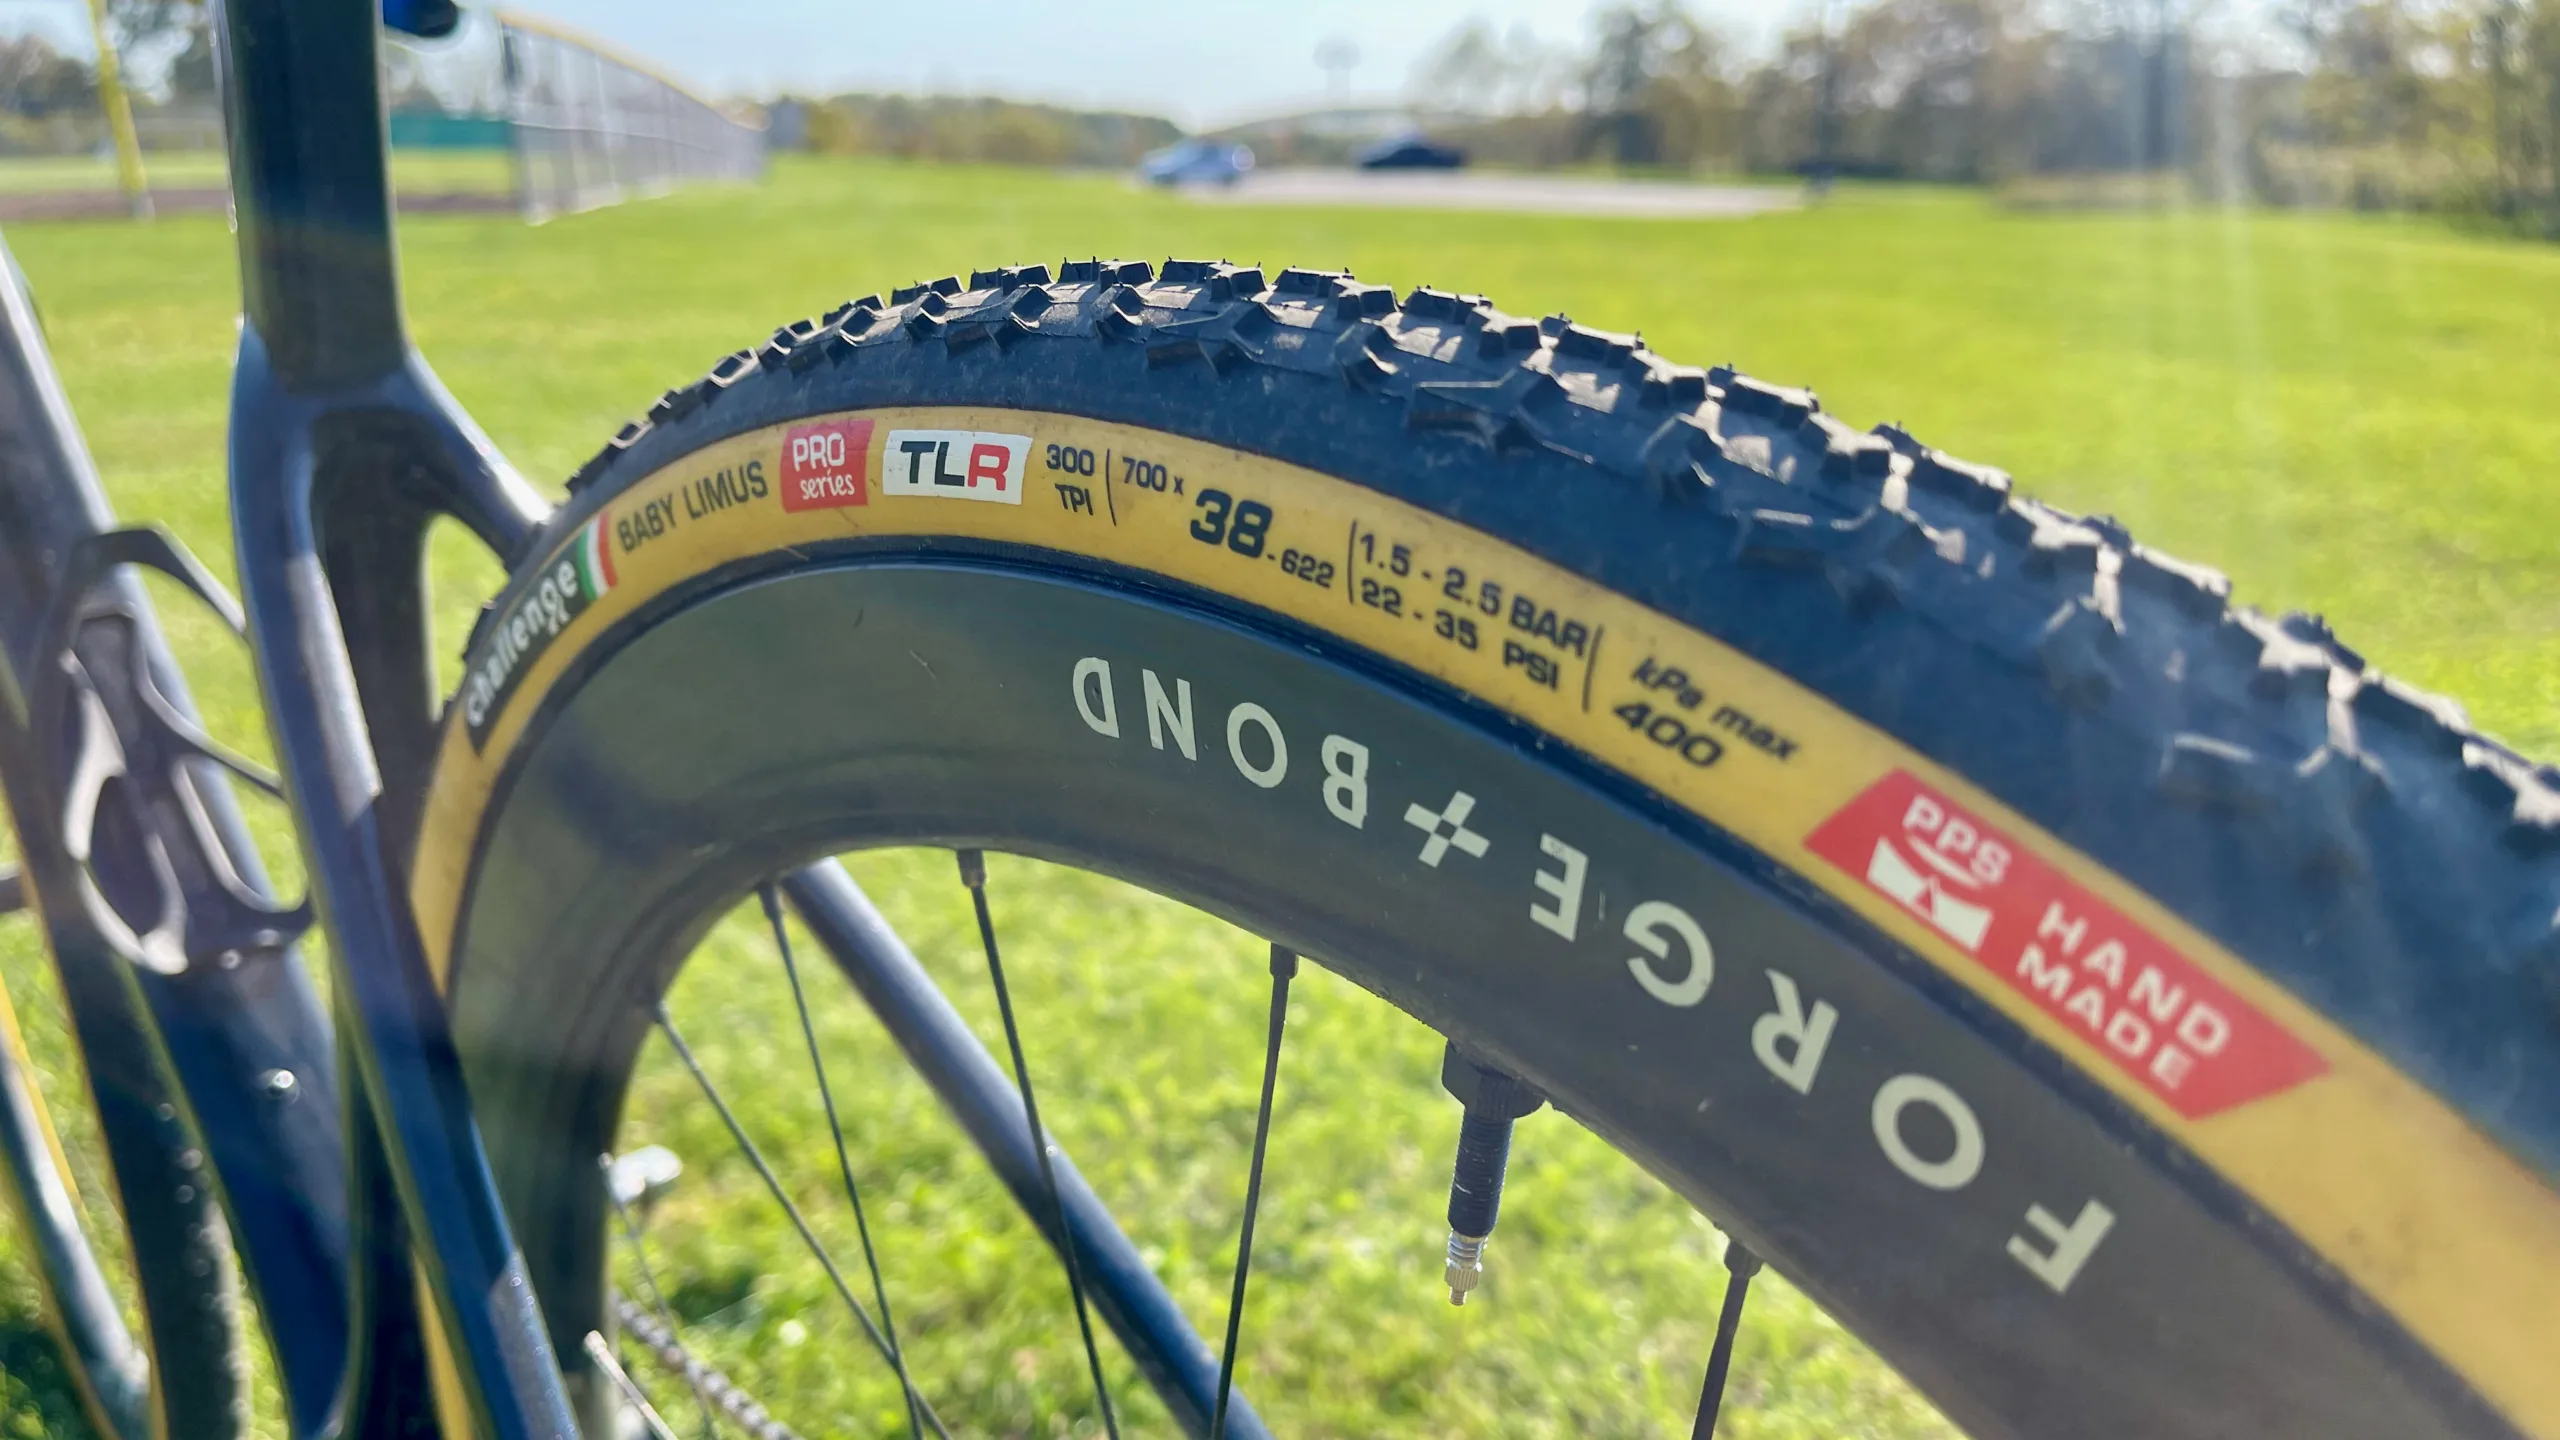 challenge
BABY LIMUS
PRO
series
TLR
300
TPI
700 x 38-622
1.5 - 2.5 BAR
22 - 35 PSI
kPa max
400
PPS
HAND
MADE
FORGE+BOND